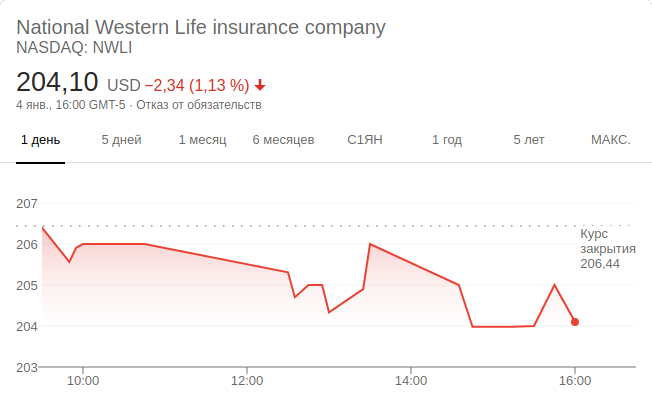 National Western Life insurance company
NASDAQ: NWLI
204,10 USD −2,34 (1,13 %)
4 янв., 16:00 GMT-5 · Отказ от обязательств
1 день 5 дней 1 месяц 6 месяцев С1ЯН 1 год 5 лет МАКС.
207
206
205
204
203
Курс
закрытия
206,44
10:00 12:00 14:00 16:00